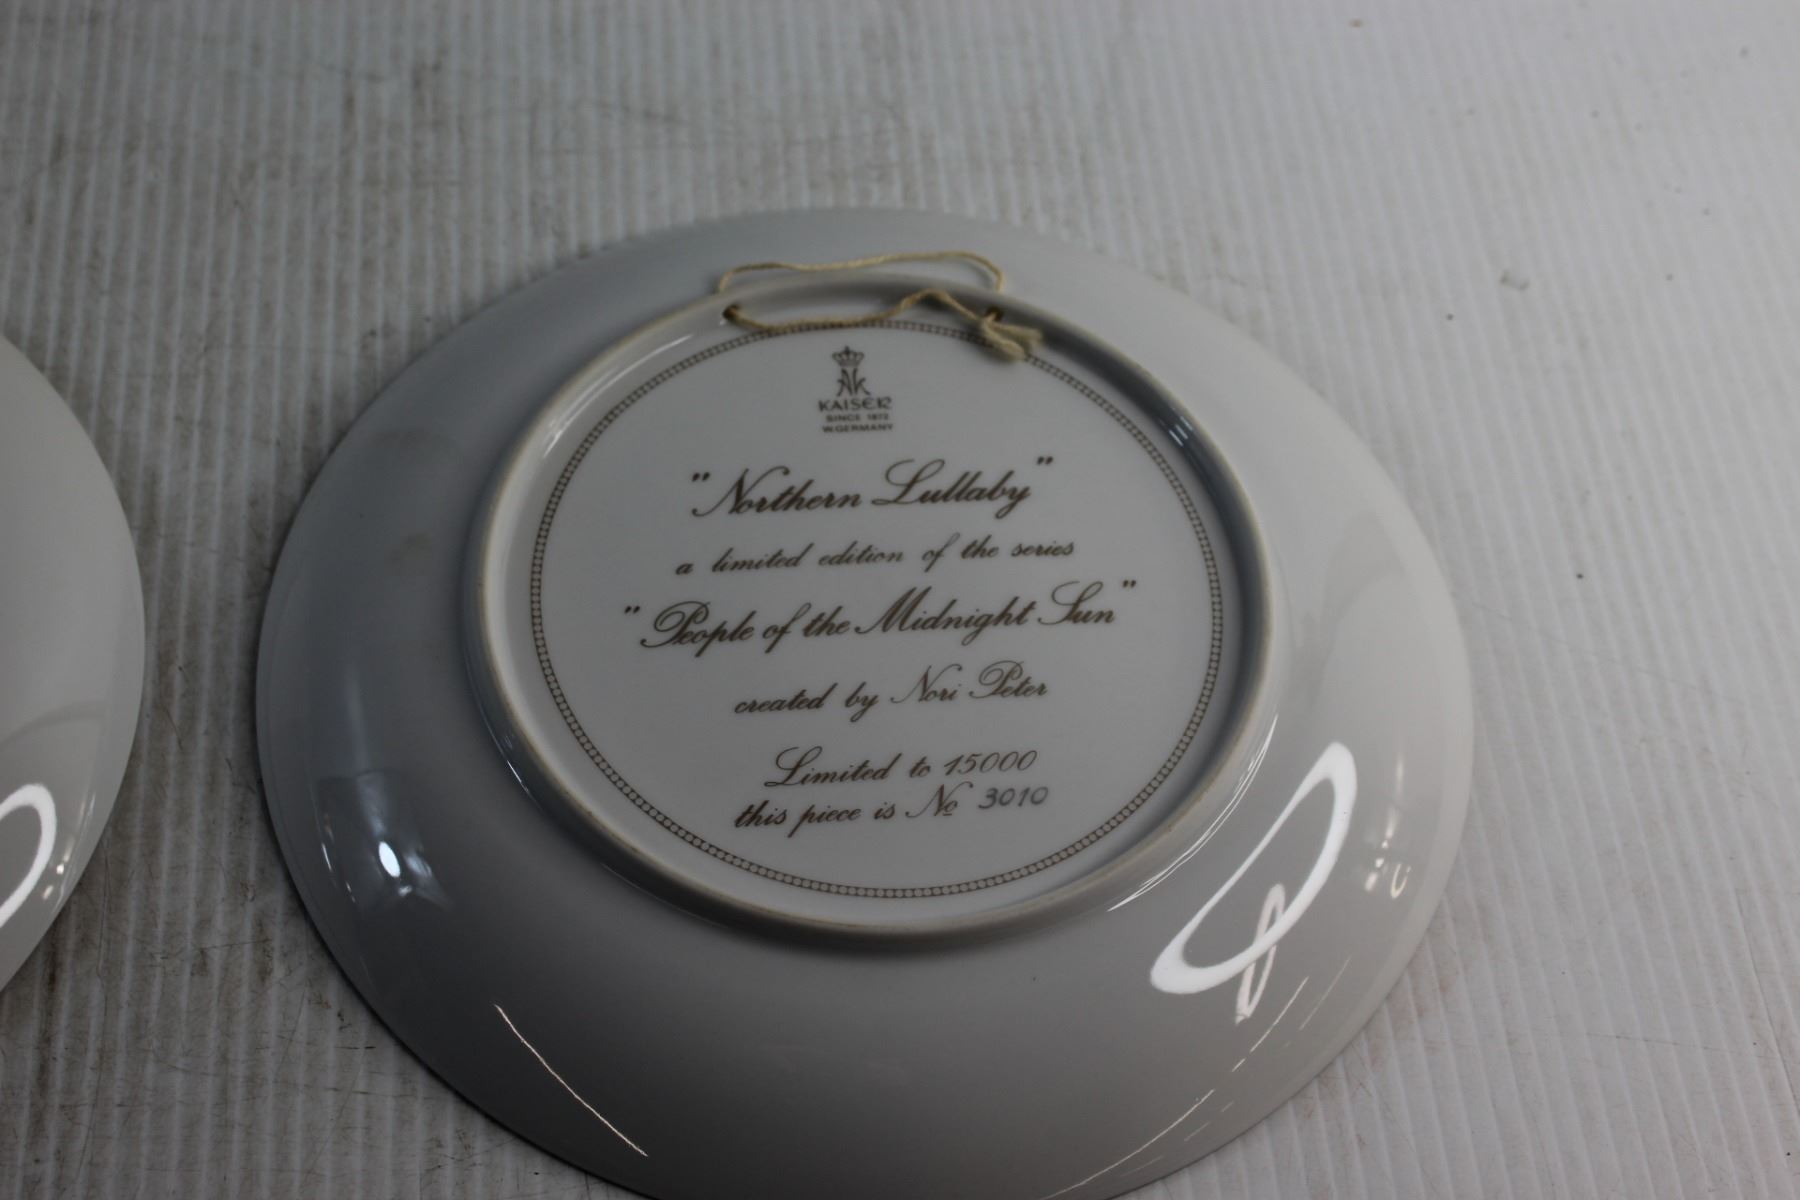 AK
KAISER
SINCE 1872
W.GERMANY
"Northern Lullaby"
a limited edition of the series
"People of the Midnight Sun"
created by Nori Peter
Limited to 15000
this piece is No 3010